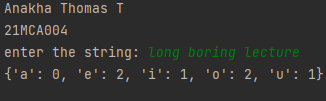 Anakha Thomas T
21MCA004
enter the string: long boring lecture
{'a': 0, 'e': 2, 'i': 1, 'o': 2, 'u': 1}